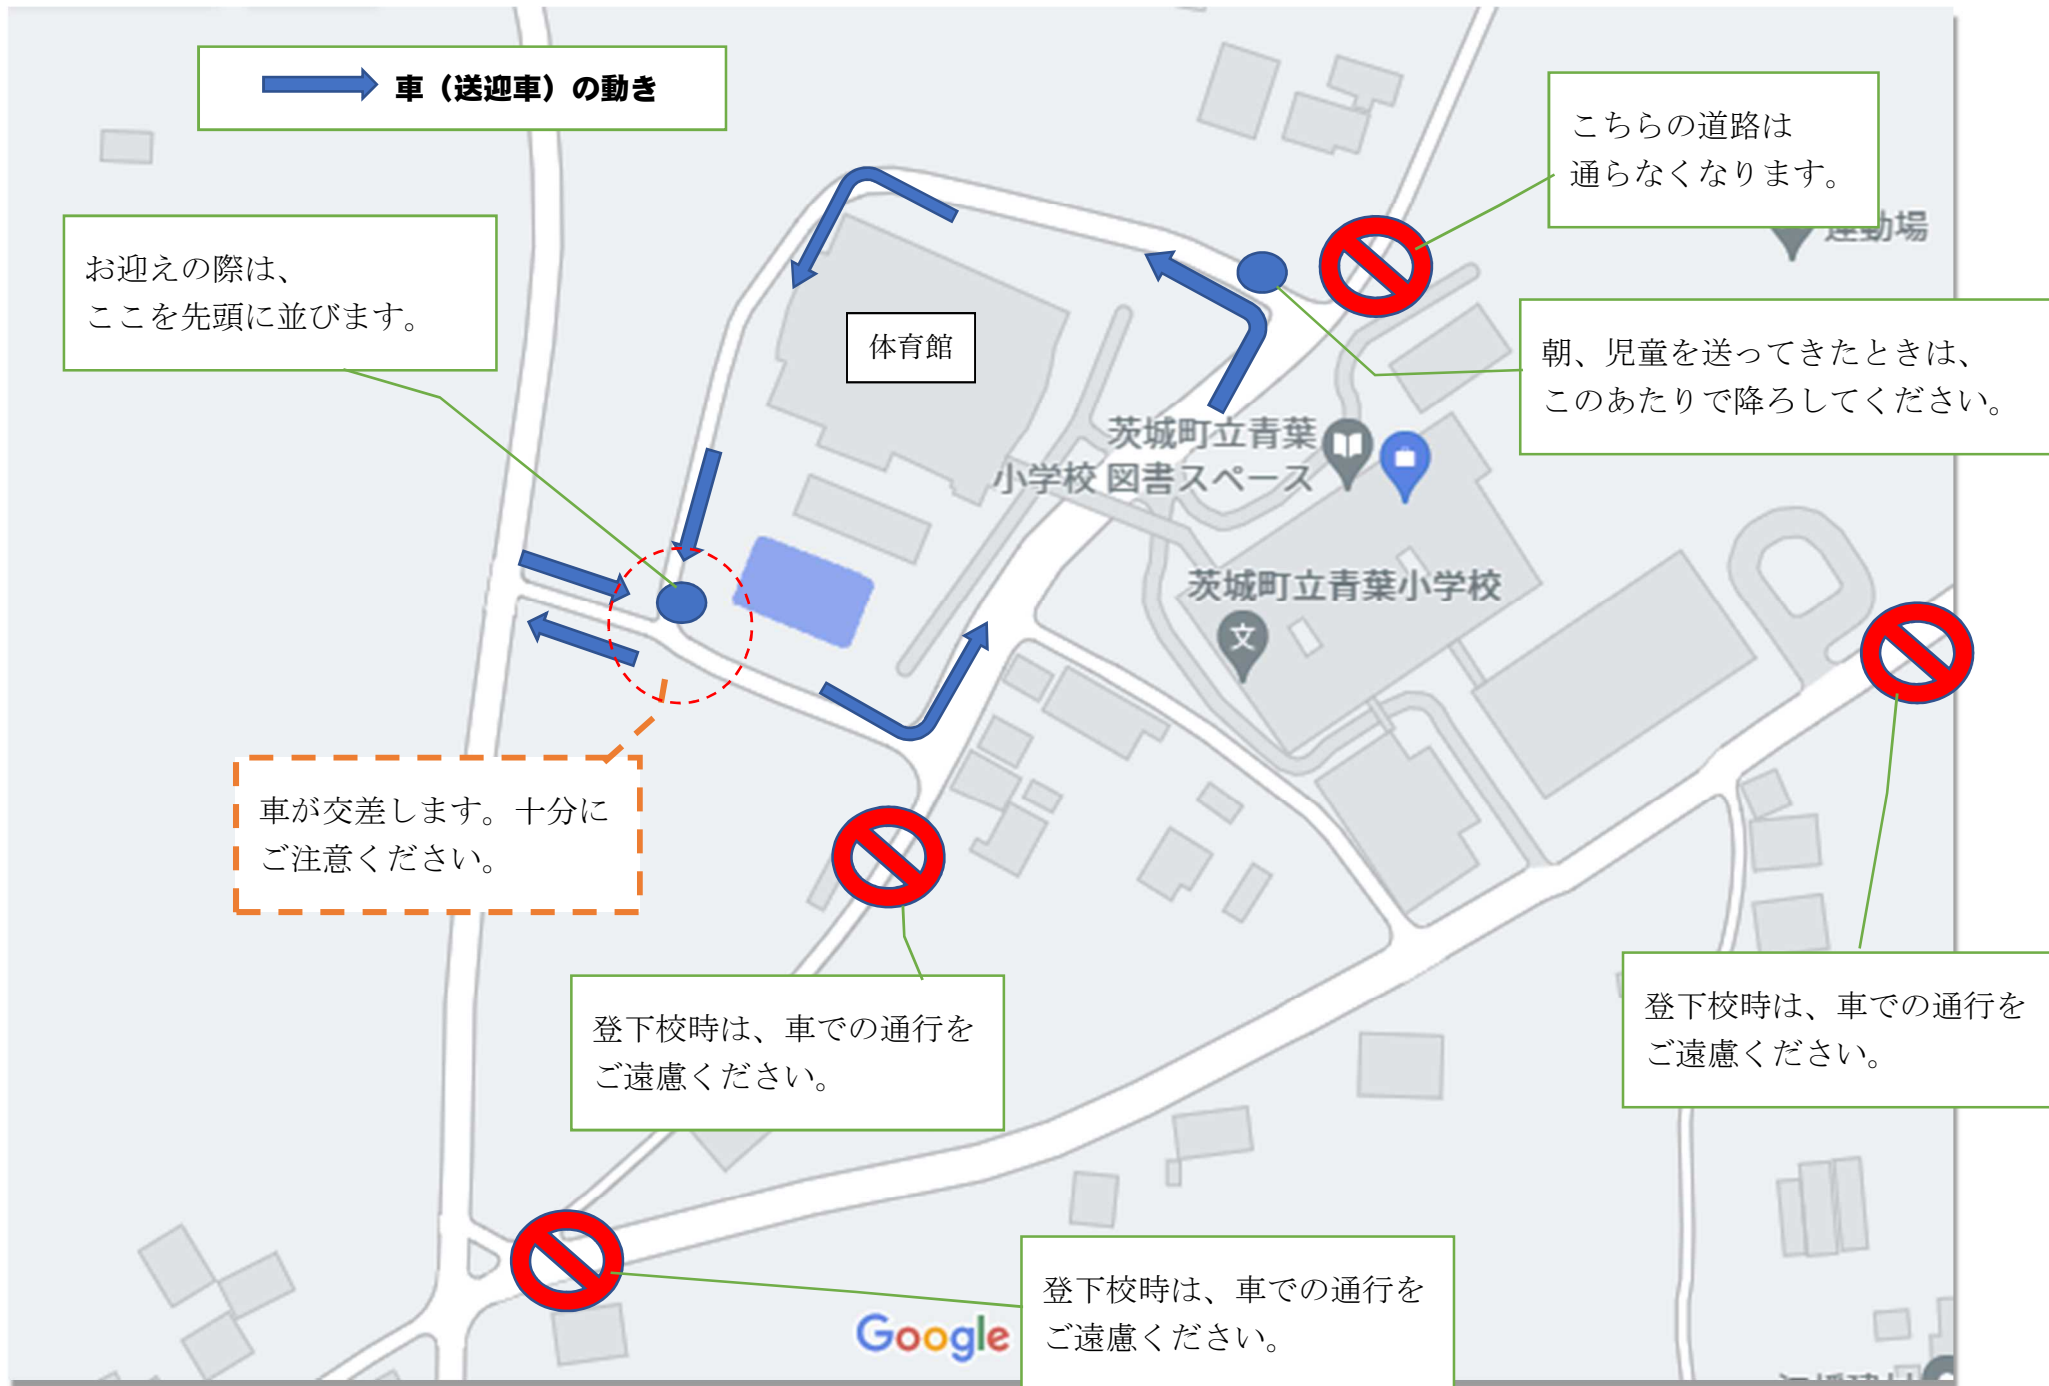 車（送迎車）の動き
こちらの道路は
通らなくなります。
運動場
お迎えの際は、
ここを先頭に並びます。
体育館
朝、児童を送ってきたときは、
このあたりで降ろしてください。
茨城町立青葉
小学校 図書スペース
茨城町立青葉小学校
文
車が交差します。十分に
ご注意ください。
登下校時は、車での通行を
ご遠慮ください。
登下校時は、車での通行を
ご遠慮ください。
登下校時は、車での通行を
ご遠慮ください。
Google